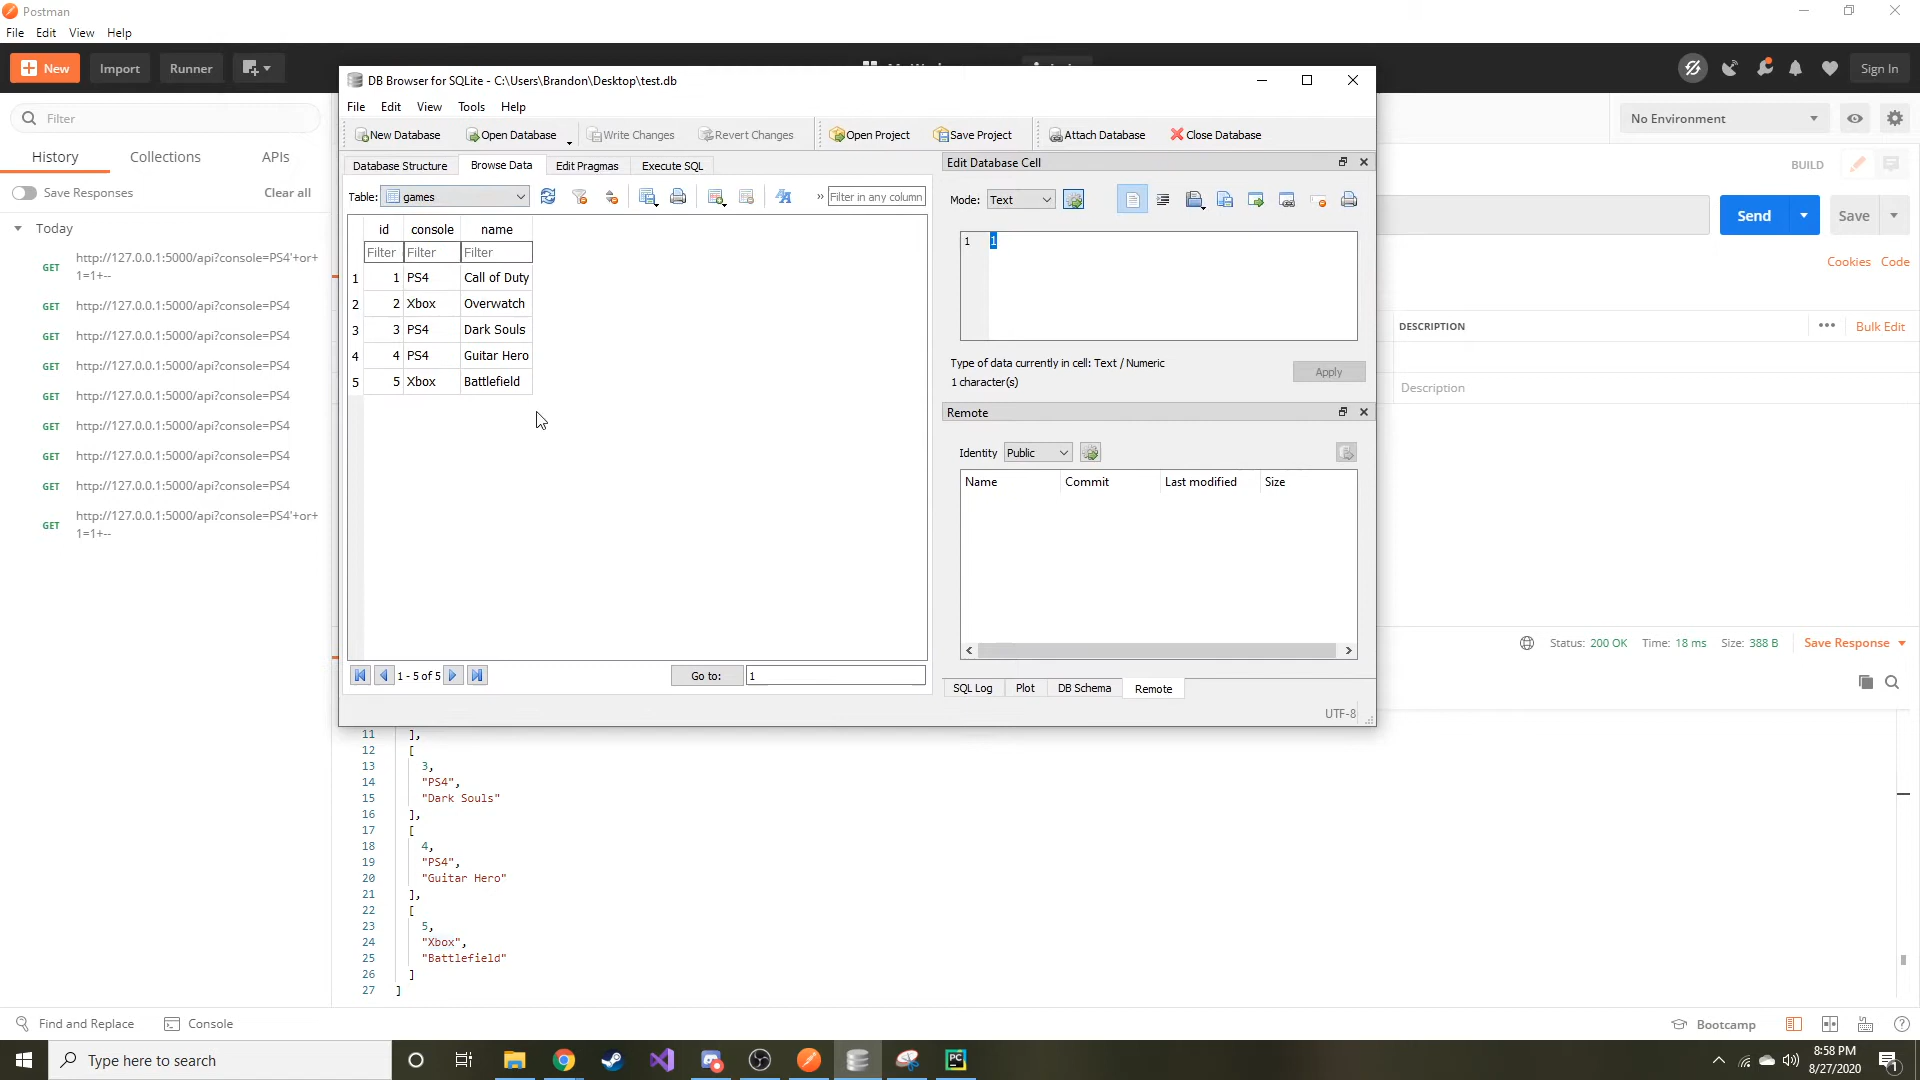 Postman
File Edit View Help
New Import Runner
Sign In
Filter
History Collections APIs
Save Responses Clear all
Today
GET http://127.0.0.1:5000/api?console=PS4'+or+
1=1+--
GET http://127.0.0.1:5000/api?console=PS4
GET http://127.0.0.1:5000/api?console=PS4
GET http://127.0.0.1:5000/api?console=PS4
GET http://127.0.0.1:5000/api?console=PS4
GET http://127.0.0.1:5000/api?console=PS4
GET http://127.0.0.1:5000/api?console=PS4
GET http://127.0.0.1:5000/api?console=PS4
GET http://127.0.0.1:5000/api?console=PS4'+or+
1=1+--
DB Browser for SQLite - C:\Users\Brandon\Desktop\test.db
File Edit View Tools Help
New Database Open Database Write Changes Revert Changes Open Project Save Project Attach Database Close Database
Database Structure Browse Data Edit Pragmas Execute SQL
Table: games » Filter in any column
id console name
Filter Filter Filter
1 1 PS4 Call of Duty
2 2 Xbox Overwatch
3 3 PS4 Dark Souls
4 4 PS4 Guitar Hero
5 5 Xbox Battlefield
1 - 5 of 5 Go to: 1
Edit Database Cell
Mode: Text
1 1
Type of data currently in cell: Text / Numeric
1 character(s)
Apply
Remote
Identity Public
Name Commit Last modified Size
SQL Log Plot DB Schema Remote
UTF-8
No Environment
BUILD
Send Save
Cookies Code
DESCRIPTION ••• Bulk Edit
Description
Status: 200 OK Time: 18 ms Size: 388 B Save Response
11 ],
12 [
13 3,
14 "PS4",
15 "Dark Souls"
16 ],
17 [
18 4,
19 "PS4",
20 "Guitar Hero"
21 ],
22 [
23 5,
24 "Xbox",
25 "Battlefield"
26 ]
27 ]
Find and Replace Console
Bootcamp
Type here to search
8:58 PM
8/27/2020
1